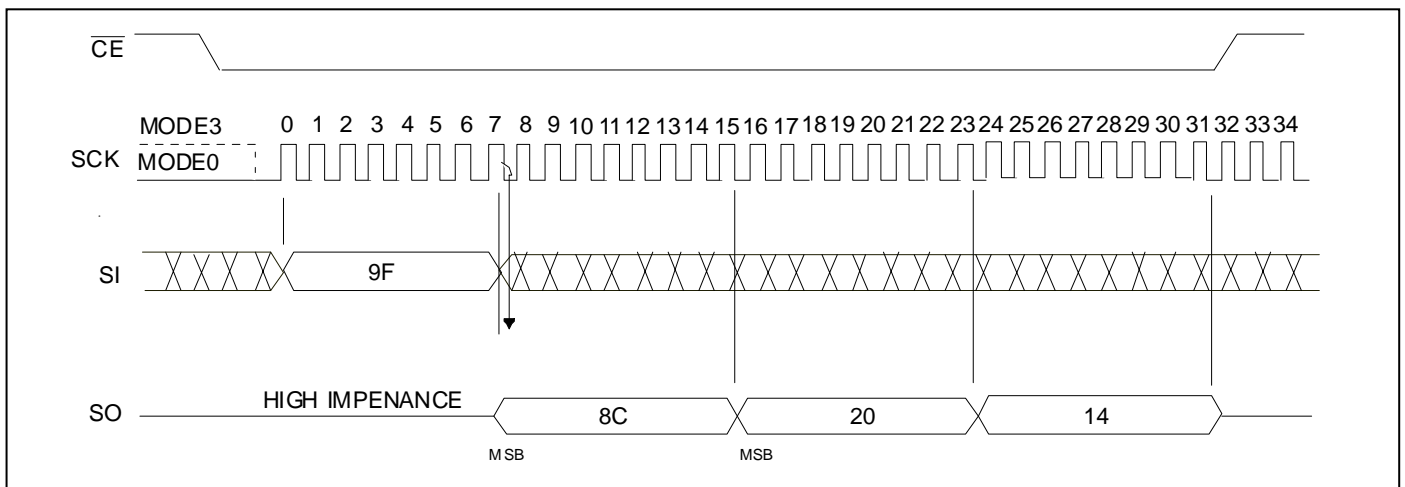 CE
MODE3 0 1 2 3 4 5 6 7 8 9 10 11 12 13 14 15 16 17 18 19 20 21 22 23 24 25 26 27 28 29 30 31 32 33 34
SCK MODE0
SI 9F
HIGH IMPENANCE
SO 8C 20 14
MSB MSB